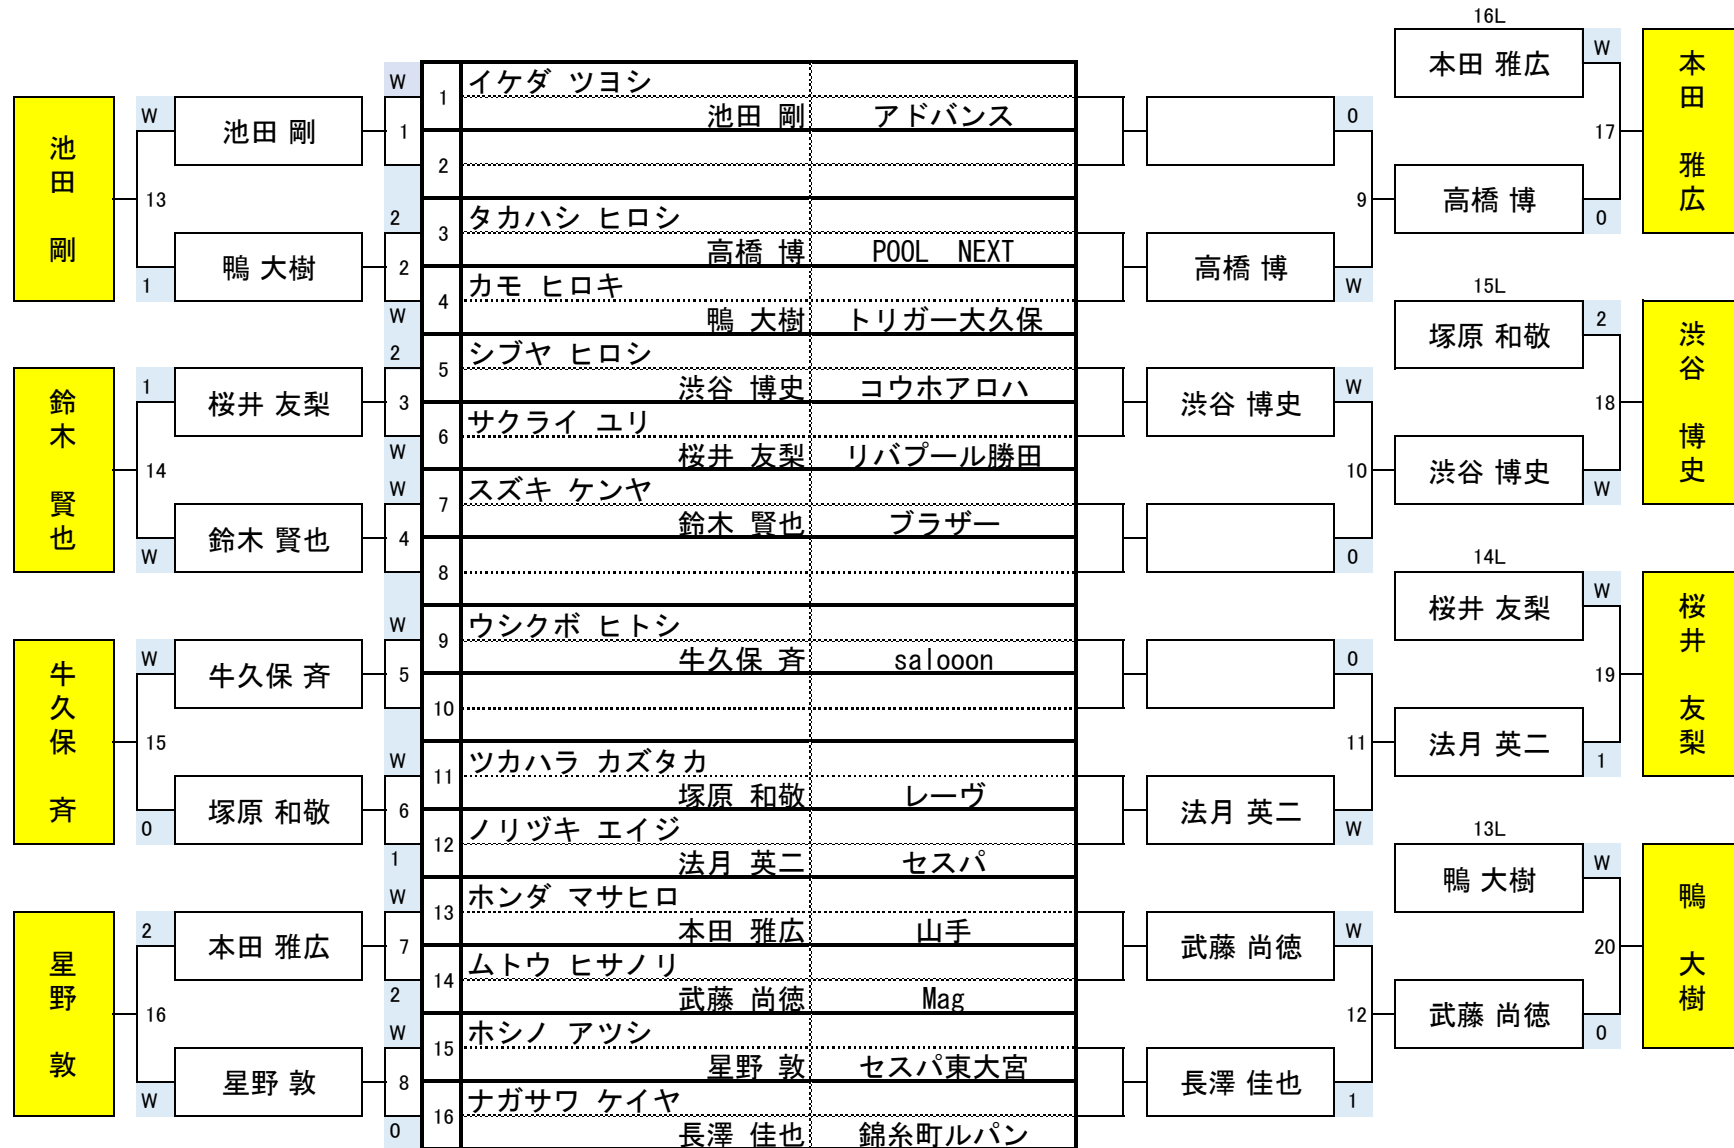 池田 剛
鈴木 賢也
牛久保 斉
星野 敦
W
13
1
1
14
W
W
15
0
2
16
W
池田 剛
鴨 大樹
桜井 友梨
鈴木 賢也
牛久保 斉
塚原 和敬
本田 雅広
星野 敦
W
1
2
2
W
2
3
W
W
4
W
5
W
6
1
W
7
2
W
8
0
1 イケダ ツヨシ
池田 剛 アドバンス
2
3 タカハシ ヒロシ
高橋 博 POOL NEXT
4 カモ ヒロキ
鴨 大樹 トリガー大久保
5 シブヤ ヒロシ
渋谷 博史 コウホアロハ
6 サクライ ユリ
桜井 友梨 リバプール勝田
7 スズキ ケンヤ
鈴木 賢也 ブラザー
8
9 ウシクボ ヒトシ
牛久保 斉 salooon
10
11 ツカハラ カズタカ
塚原 和敬 レーヴ
12 ノリヅキ エイジ
法月 英二 セスパ
13 ホンダ マサヒロ
本田 雅広 山手
14 ムトウ ヒサノリ
武藤 尚徳 Mag
15 ホシノ アツシ
星野 敦 セスパ東大宮
16 ナガサワ ケイヤ
長澤 佳也 錦糸町ルパン
高橋 博
渋谷 博史
法月 英二
武藤 尚徳
長澤 佳也
0
9
W
W
10
0
0
11
W
W
12
1
16L
本田 雅広
高橋 博
15L
塚原 和敬
渋谷 博史
14L
桜井 友梨
法月 英二
13L
鴨 大樹
武藤 尚徳
W
17
0
2
18
W
W
19
1
W
20
0
本田 雅広
渋谷 博史
桜井 友梨
鴨 大樹